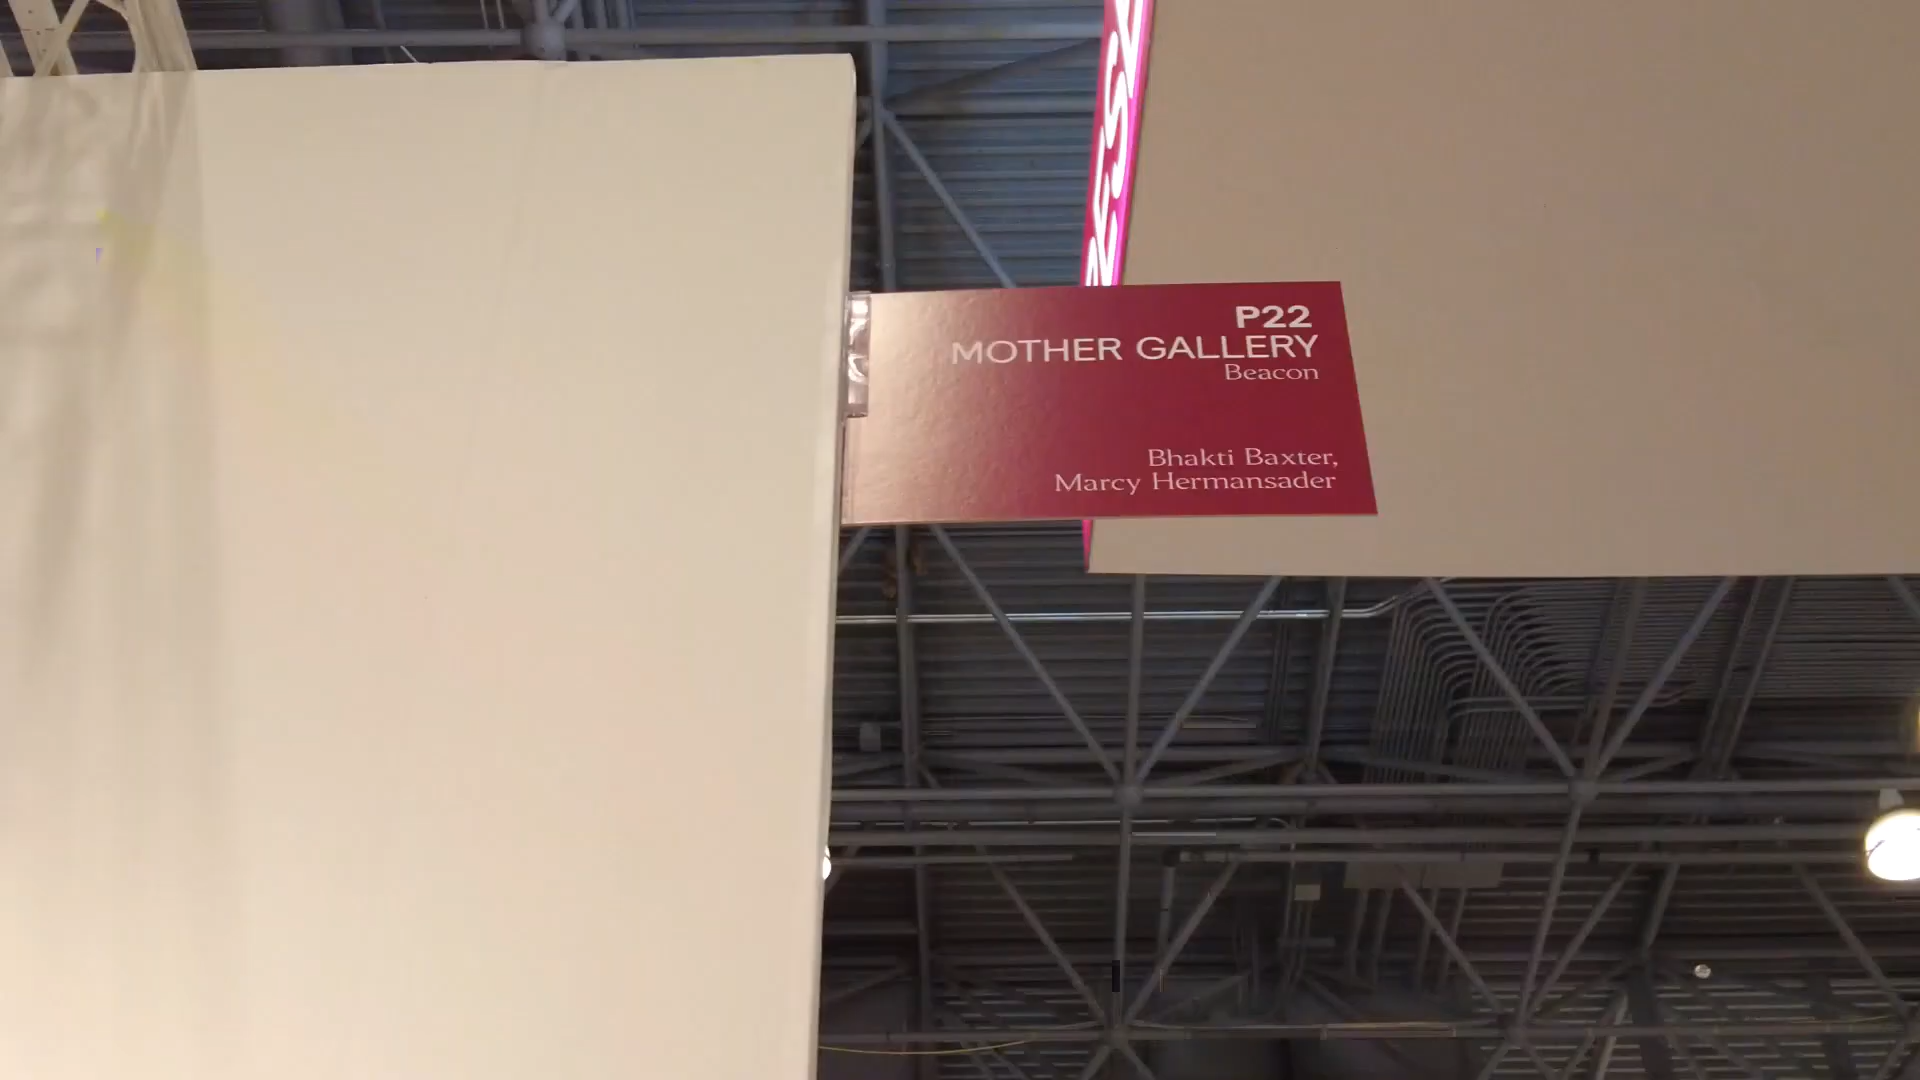 P22
MOTHER GALLERY
Beacon
Bhakti Baxter,
Marcy Hermansader